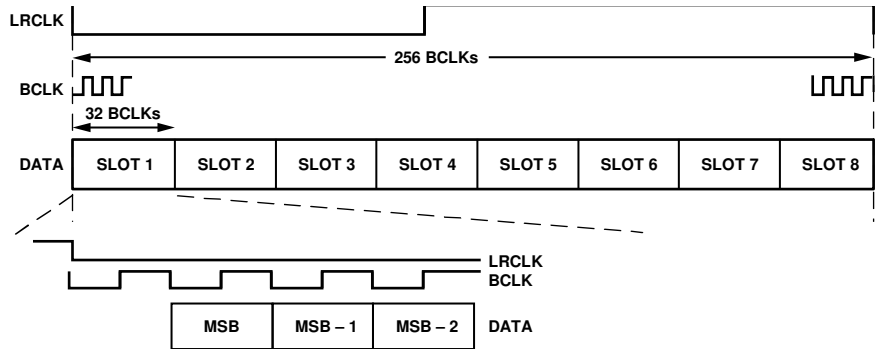 LRCLK
256 BCLKs
BCLK
32 BCLKs
DATA SLOT 1 SLOT 2 SLOT 3 SLOT 4 SLOT 5 SLOT 6 SLOT 7 SLOT 8
LRCLK
BCLK
MSB MSB – 1 MSB – 2 DATA